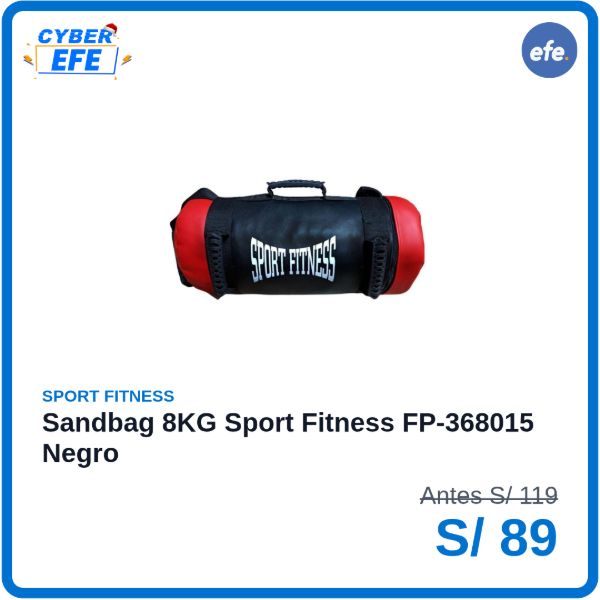 CYBER
EFE
efe.
SPORT FITNESS
SPORT FITNESS
Sandbag 8KG Sport Fitness FP-368015
Negro
Antes S/ 119
S/ 89